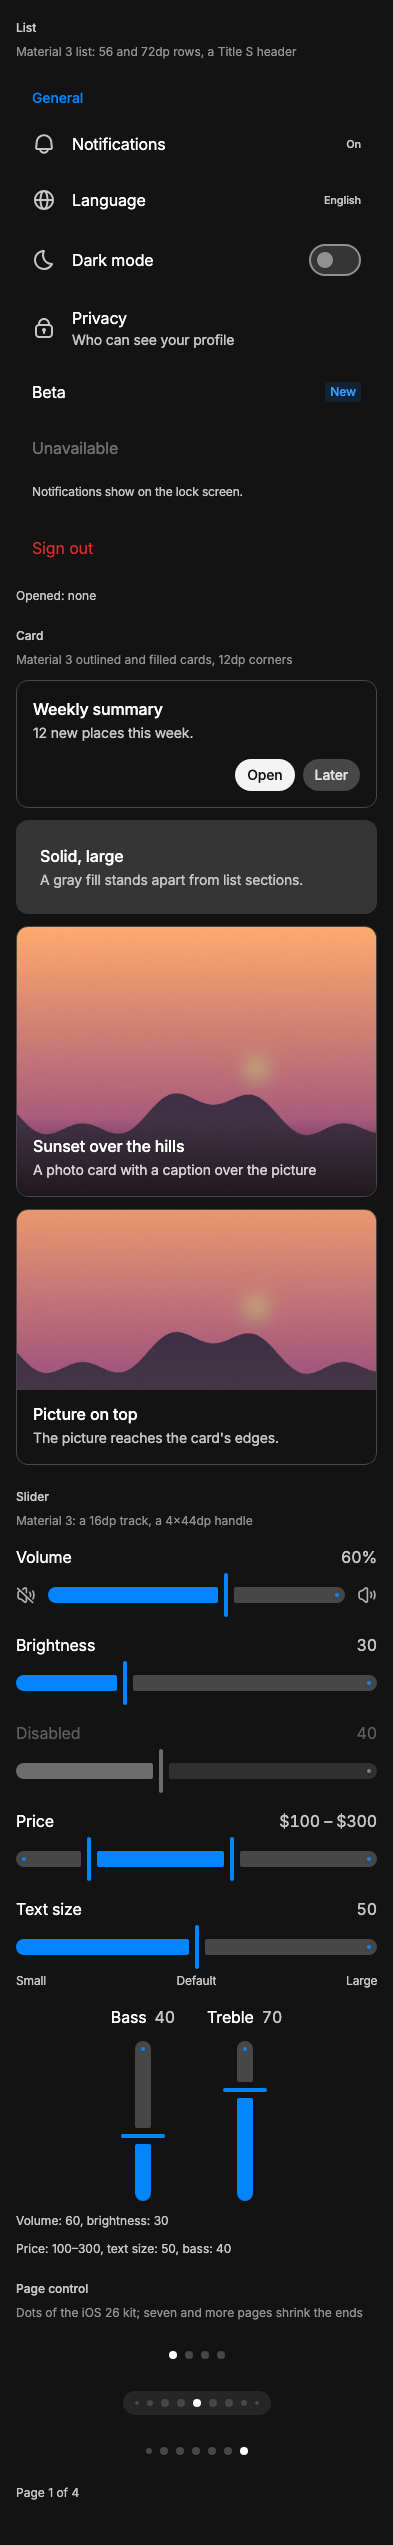 List
Material 3 list: 56 and 72dp rows, a Title S header
General
Notifications
On
Language
English
Dark mode
Privacy
Who can see your profile
Beta
New
Unavailable
Notifications show on the lock screen.
Sign out
Opened: none
Card
Material 3 outlined and filled cards, 12dp corners
Weekly summary
12 new places this week.
Open
Later
Solid, large
A gray fill stands apart from list sections.
Sunset over the hills
A photo card with a caption over the picture
Picture on top
The picture reaches the card's edges.
Slider
Material 3: a 16dp track, a 4×44dp handle
Volume
60%
Brightness
30
Disabled
40
Price
$100 – $300
Text size
50
Small
Default
Large
Bass 40
Treble 70
Volume: 60, brightness: 30
Price: 100–300, text size: 50, bass: 40
Page control
Dots of the iOS 26 kit; seven and more pages shrink the ends
Page 1 of 4